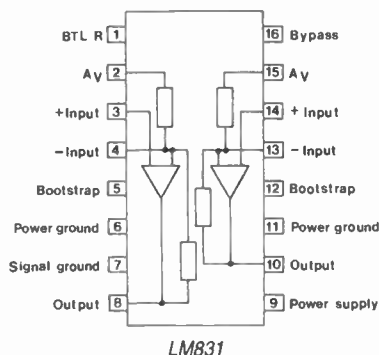 BTL R 1 16 Bypass
AV 2 15 AV
+Input 3 14 + Input
-Input 4 13 - Input
Bootstrap 5 12 Bootstrap
Power ground 6 11 Power ground
Signal ground 7 10 Output
Output 8 9 Power supply
LM831